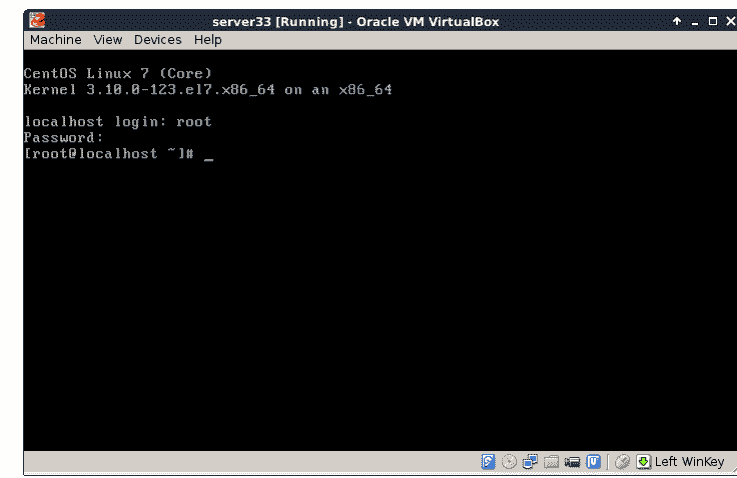 server33 [Running] - Oracle VM VirtualBox
Machine View Devices Help
CentOS Linux 7 (Core)
Kernel 3.10.0-123.el7.x86_64 on an x86_64
localhost login: root
Password:
[root@localhost ~]# _
Left WinKey